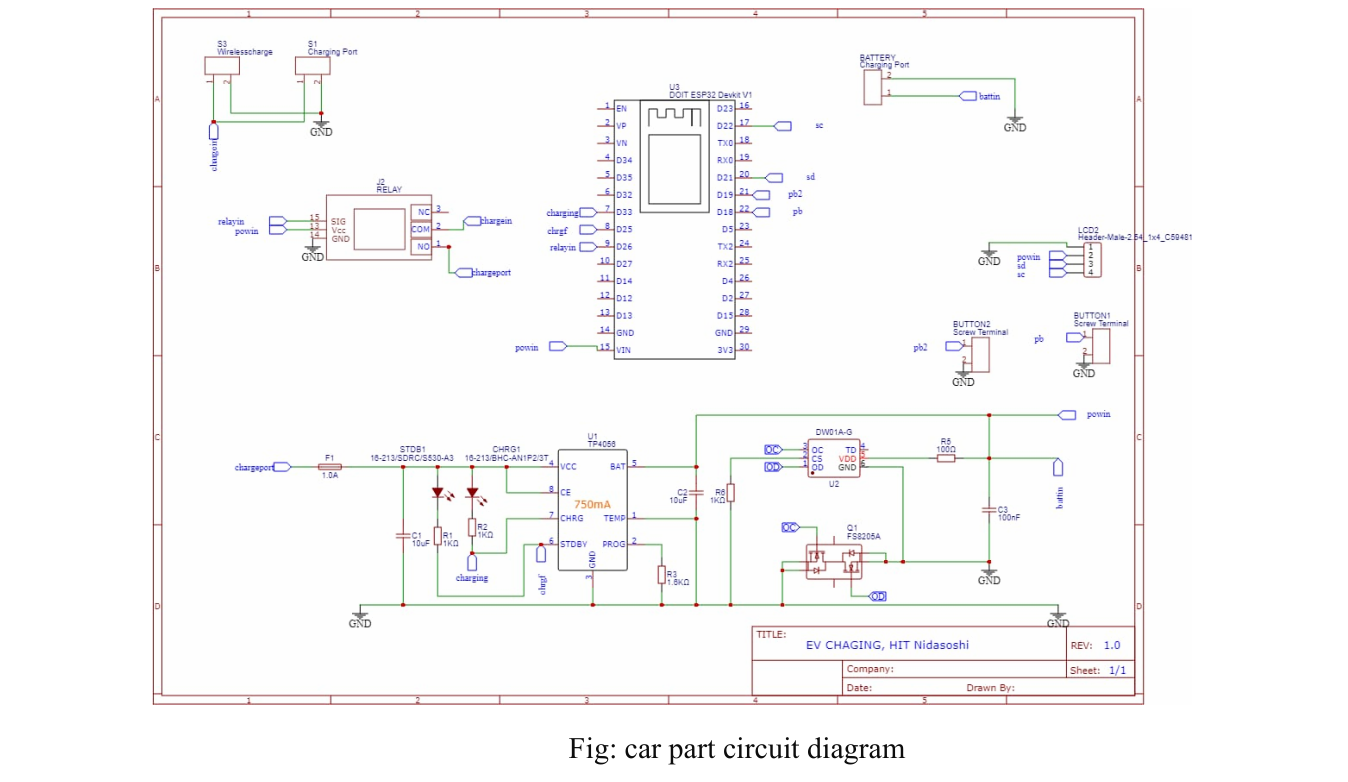 1 2 3 4 5
A A
B B
C C
D D
S3
Wirelesscharge
1 2
S1
Charging Port
1 2
GND
chargein
BATTERY
Charging Port
2
1
battin
GND
U3
DOIT ESP32 Devkit V1
1 EN D23 16
2 VP D22 17 sc
3 VN TX0 18
4 D34 RX0 19
5 D35 D21 20 sd
6 D32 D19 21 pb2
charging 7 D33 D18 22 pb
chrgf 8 D25 D5 23
relayin 9 D26 TX2 24
10 D27 RX2 25
11 D14 D4 26
12 D12 D2 27
13 D13 D15 28
14 GND GND 29
powin 15 VIN 3V3 30
J2
RELAY
relayin 15 SIG
powin 13 Vcc
14 GND
GND
NC 3
COM 2 chargein
NO 1
chargeport
LCD2
Header-Male-2.54_1x4_C59481
GND
1
powin 2
sd 3
sc 4
BUTTON2
Screw Terminal
pb2 1
2
GND
BUTTON1
Screw Terminal
pb 1
2
GND
powin
chargeport
F1
1.0A
STDB1
16-213/SDRC/S530-A3
CHRG1
16-213/BHC-AN1P2/3T
U1
TP4056
4 VCC BAT 5
8 CE
750mA
7 CHRG TEMP 1
6 STDBY PROG 2
GND
3
C1
10uF
R1
1KΩ
R2
1KΩ
charging
chrgf
R3
1.6KΩ
C2
10uF
R6
1KΩ
DW01A-G
OC 3 OC TD 4
2 CS VDD 5
OD 1 OD GND 6
U2
R5
100Ω
battin
C3
100nF
GND
OC
Q1
FS8205A
OD
GND
GND
TITLE:
EV CHAGING, HIT Nidasoshi
REV: 1.0
Company:
Sheet: 1/1
Date: Drawn By:
1 2 3 4 5
Fig: car part circuit diagram